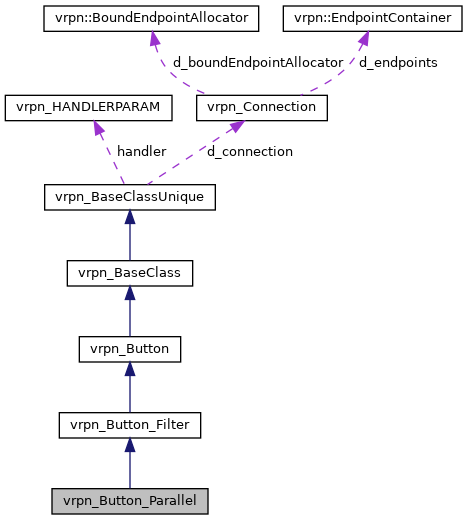 vrpn::BoundEndpointAllocator
vrpn::EndpointContainer
d_boundEndpointAllocator
d_endpoints
vrpn_HANDLERPARAM
vrpn_Connection
handler
d_connection
vrpn_BaseClassUnique
vrpn_BaseClass
vrpn_Button
vrpn_Button_Filter
vrpn_Button_Parallel